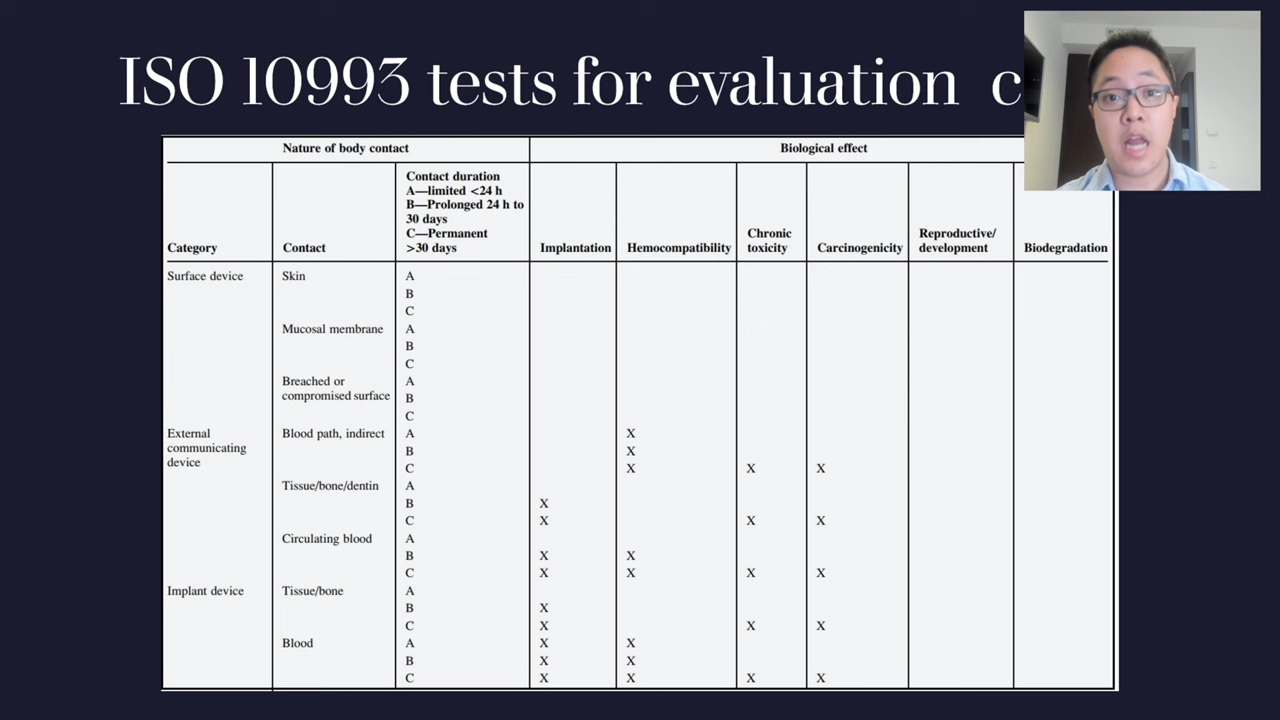 ISO 10993 tests for evaluation c
Nature of body contact Biological effect
Category Contact Contact duration A—limited <24 h B—Prolonged 24 h to 30 days C—Permanent >30 days Implantation Hemocompatibility Chronic toxicity Carcinogenicity Reproductive/ development Biodegradation
Surface device Skin A
B
C
Mucosal membrane A
B
C
Breached or compromised surface A
B
C
External communicating device Blood path, indirect A X
B X
C X X X
Tissue/bone/dentin A
B X
C X X X
Circulating blood A
B X X
C X X X X
Implant device Tissue/bone A
B X
C X X X
Blood A X X
B X X
C X X X X